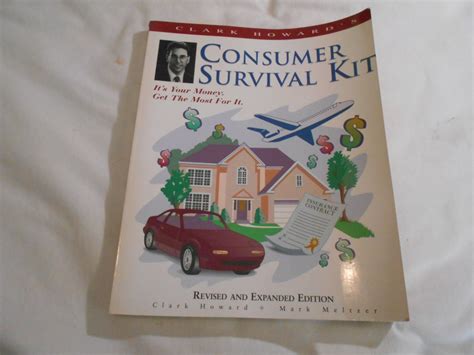 CLARK HOWARD'S
CONSUMER
SURVIVAL KIT
It's Your Money.
Get The Most For It.
$
$
$
$
$
INSURANCE
CONTRACT
REVISED AND EXPANDED EDITION
Clark Howard + Mark Meltzer